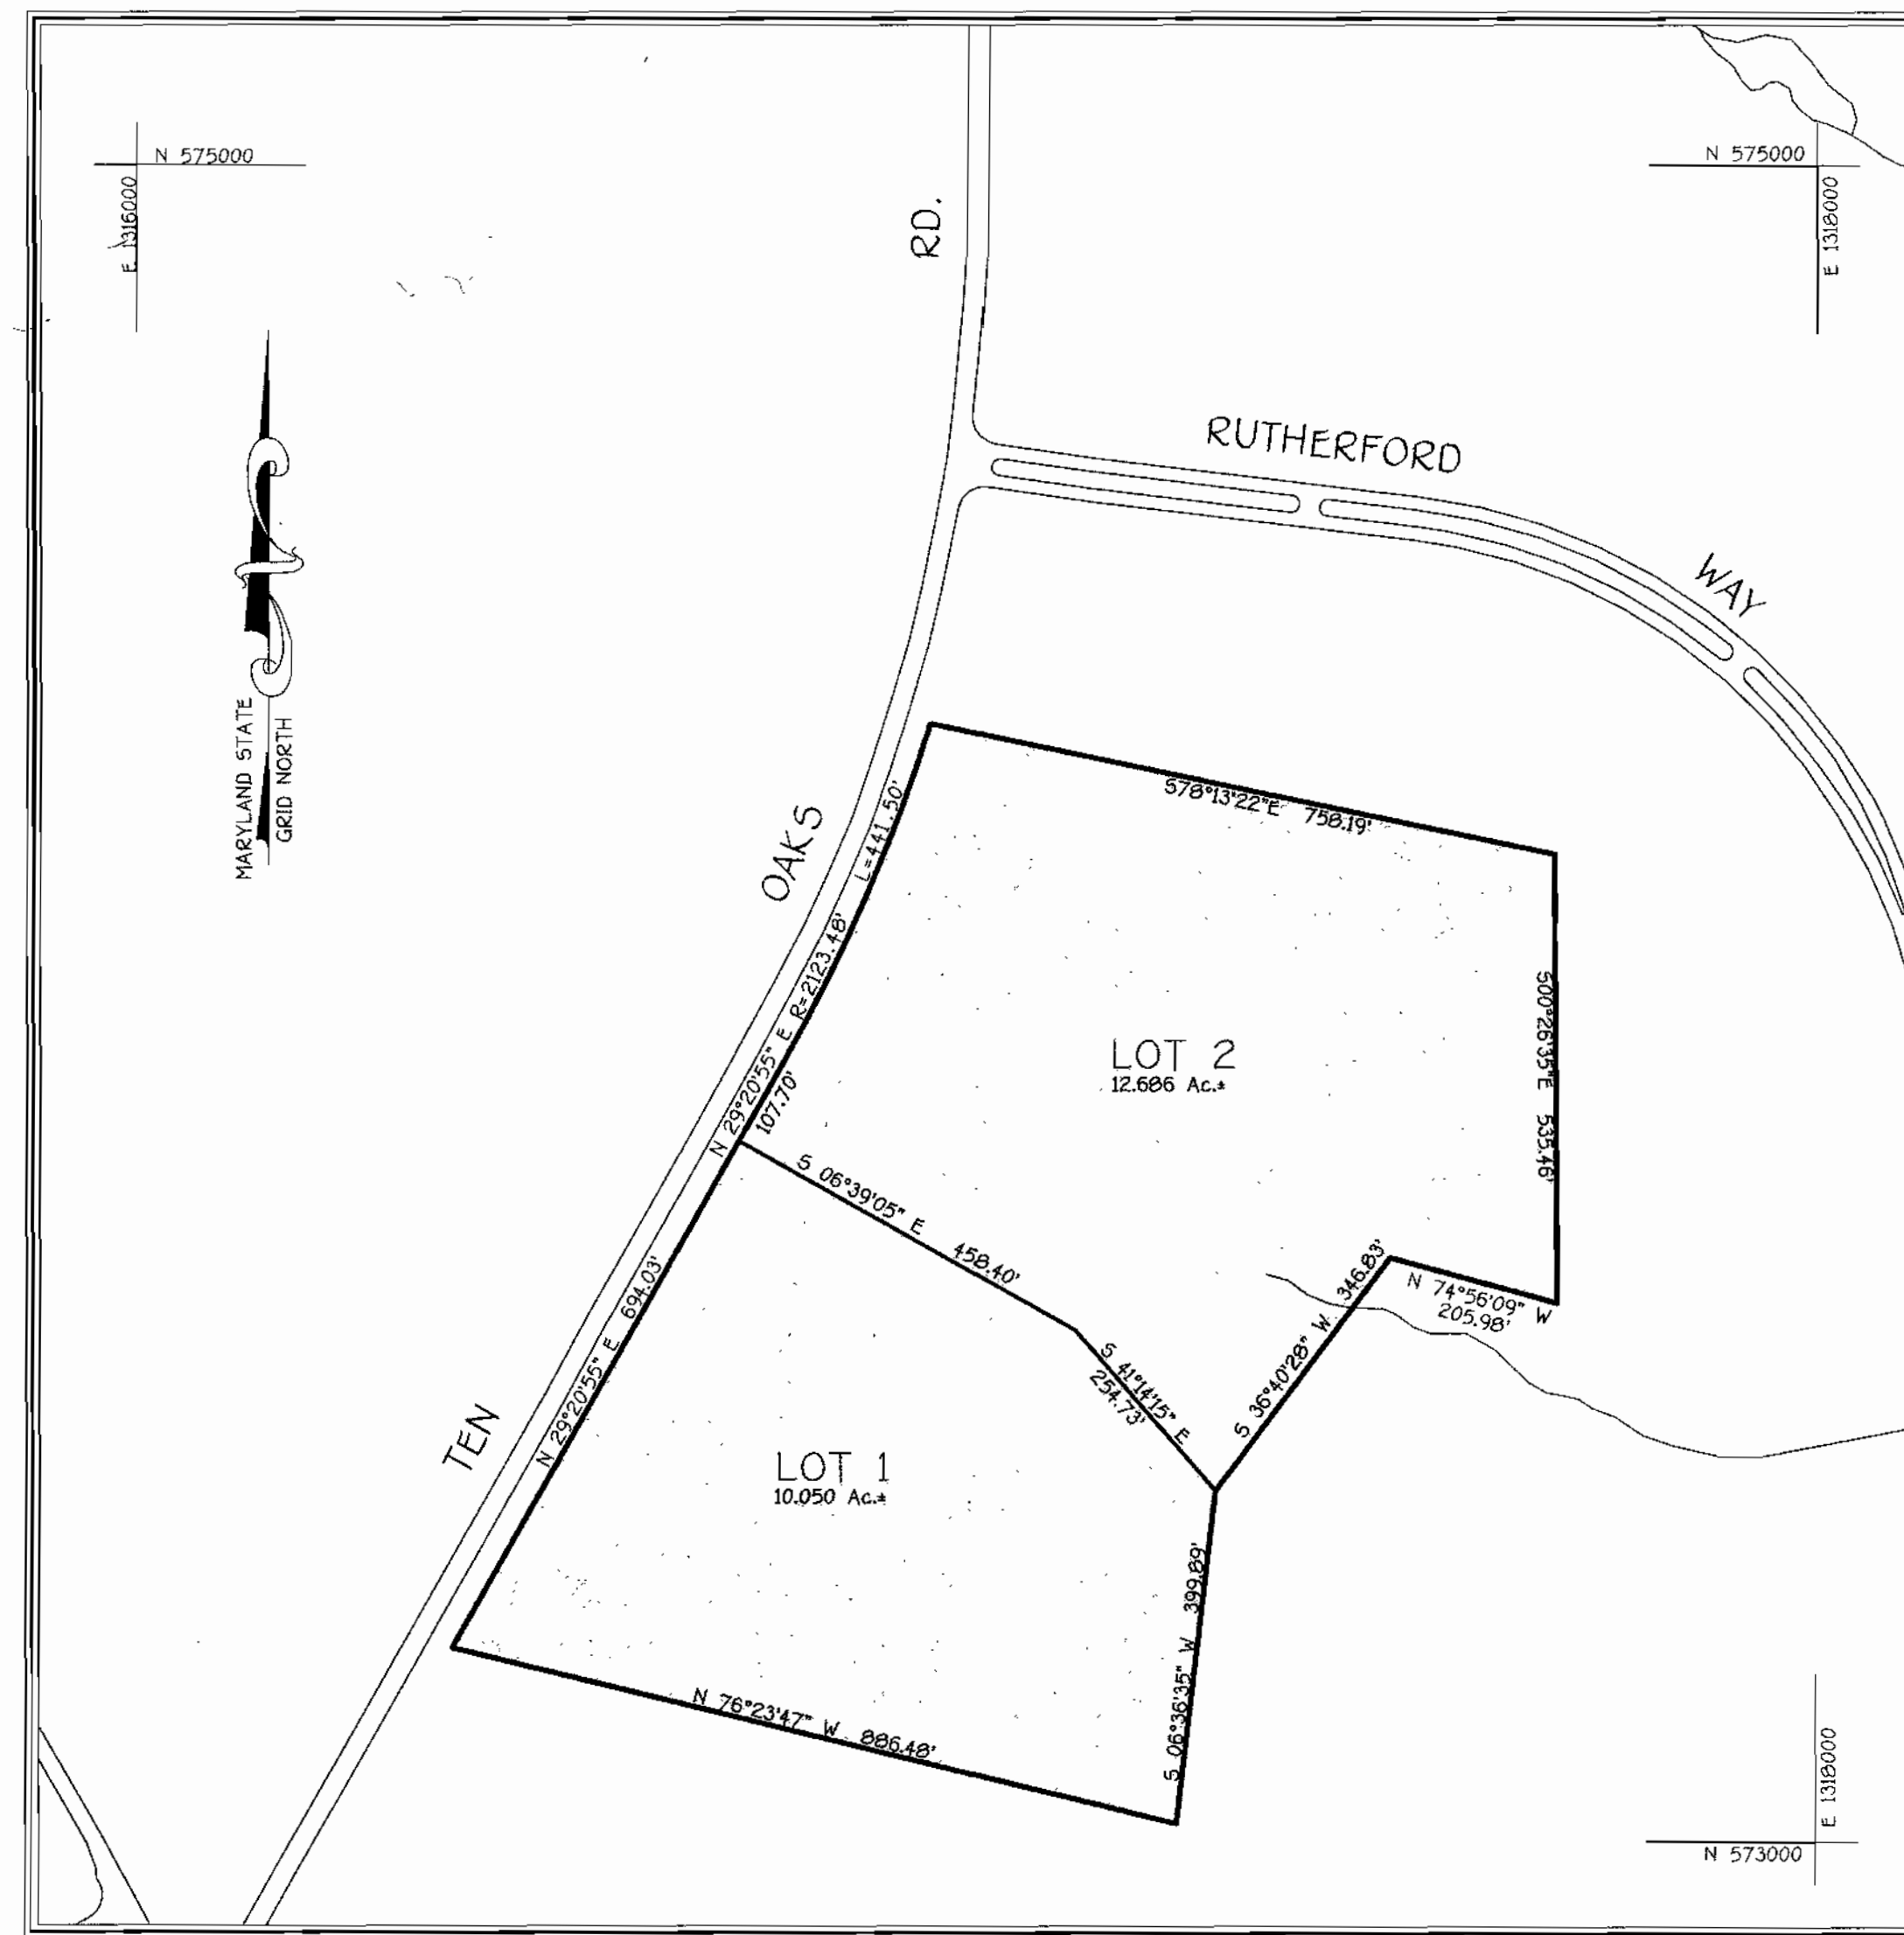 N 575000
E 1316000
N 575000
E 1318000
RD.
RUTHERFORD
WAY
MARYLAND STATE
GRID NORTH
OAKS
TEN
S78°13'22"E 758.19'
L=441.50'
R=2123.48'
N 29°20'55" E
107.70'
S00°26'35"E 535.46'
LOT 2
12.686 Ac.±
S 06°39'05" E 458.40'
N 74°56'09" W
205.98'
S 36°40'28" W 346.83'
S 41°14'15" E
254.73'
N 29°20'55" E 694.03'
LOT 1
10.050 Ac.±
S 06°36'35" W 399.89'
N 76°23'47" W 886.48'
E 1318000
N 573000